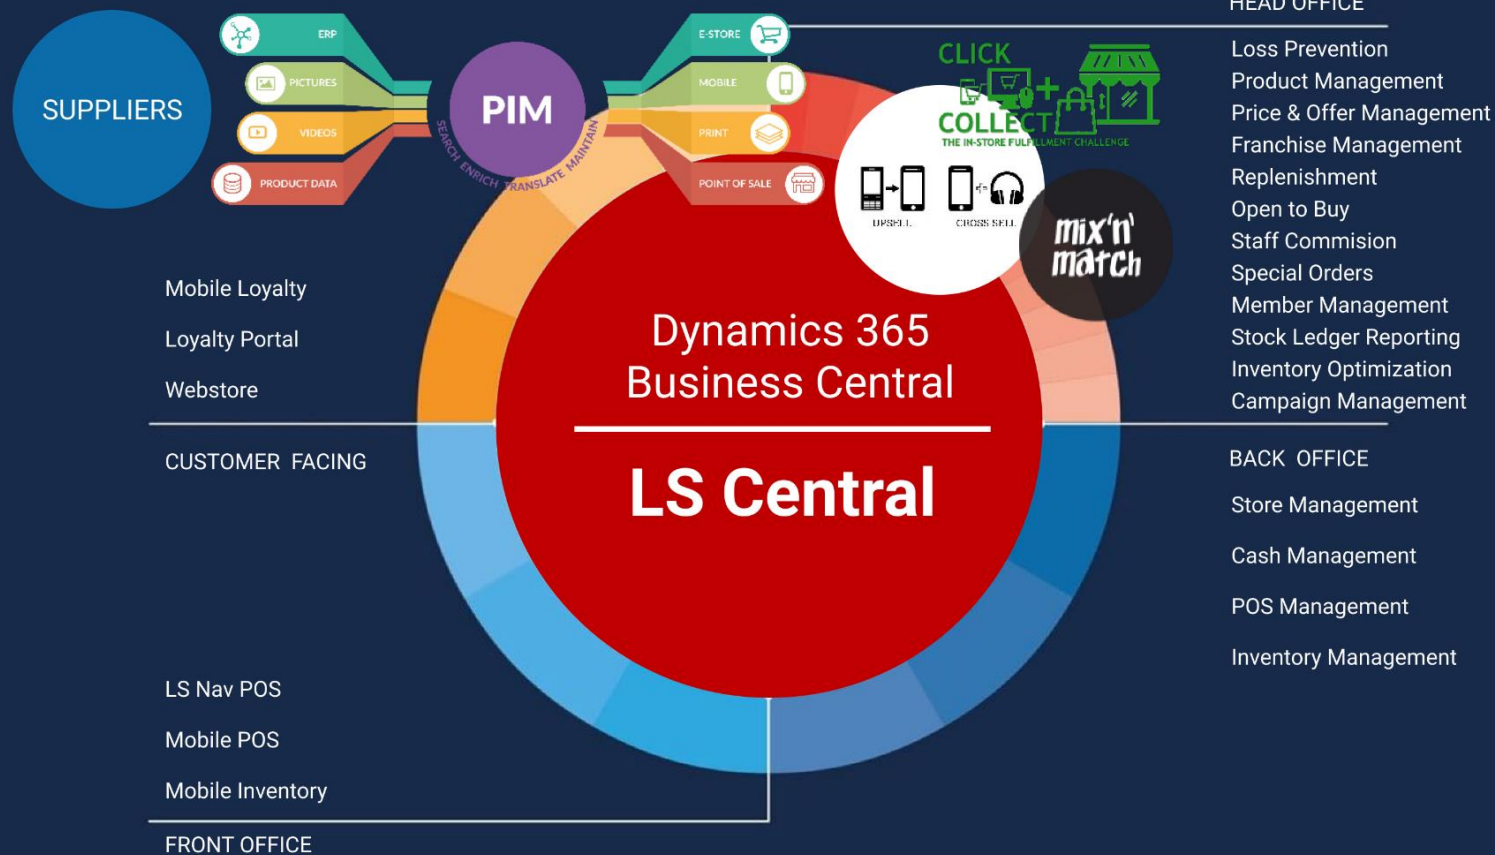 SUPPLIERS
ERP
PICTURES
VIDEOS
PRODUCT DATA
PIM
SEARCH ENRICH TRANSLATE MAINTAIN
E-STORE
MOBILE
PRINT
POINT OF SALE
CLICK
+
COLLECT
THE IN-STORE FULFILLMENT CHALLENGE
UPSELL
CROSS SELL
mix'n'
match
HEAD OFFICE
Loss Prevention
Product Management
Price & Offer Management
Franchise Management
Replenishment
Open to Buy
Staff Commision
Special Orders
Member Management
Stock Ledger Reporting
Inventory Optimization
Campaign Management
Mobile Loyalty
Loyalty Portal
Webstore
CUSTOMER FACING
Dynamics 365
Business Central
LS Central
BACK OFFICE
Store Management
Cash Management
POS Management
Inventory Management
LS Nav POS
Mobile POS
Mobile Inventory
FRONT OFFICE